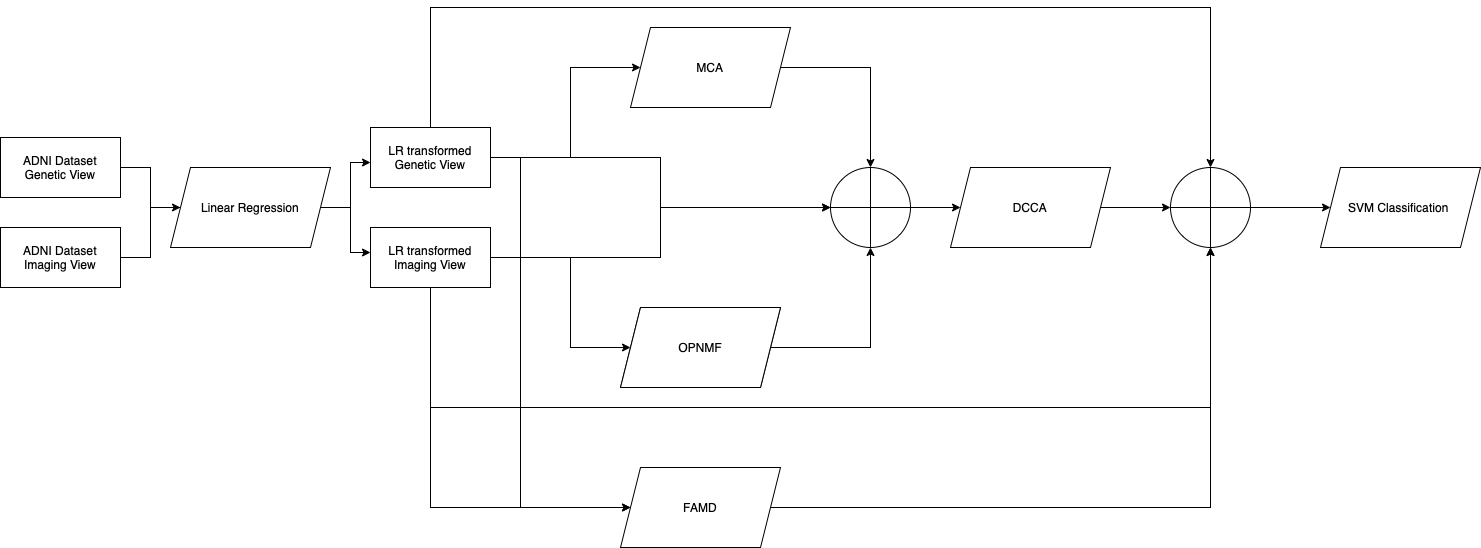 ADNI Dataset
Genetic View
ADNI Dataset
Imaging View
Linear Regression
LR transformed
Genetic View
LR transformed
Imaging View
MCA
OPNMF
FAMD
DCCA
SVM Classification